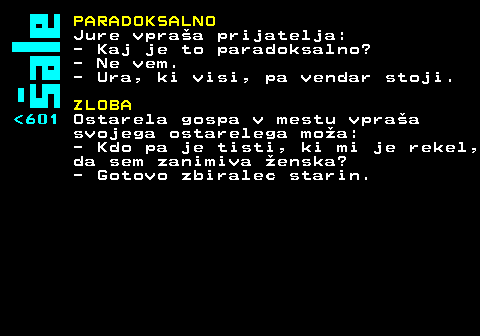 Šale
<601
PARADOKSALNO
Jure vpraša prijatelja:
- Kaj je to paradoksalno?
- Ne vem.
- Ura, ki visi, pa vendar stoji.
ZLOBA
Ostarela gospa v mestu vpraša
svojega ostarelega moža:
- Kdo pa je tisti, ki mi je rekel,
da sem zanimiva ženska?
- Gotovo zbiralec starin.